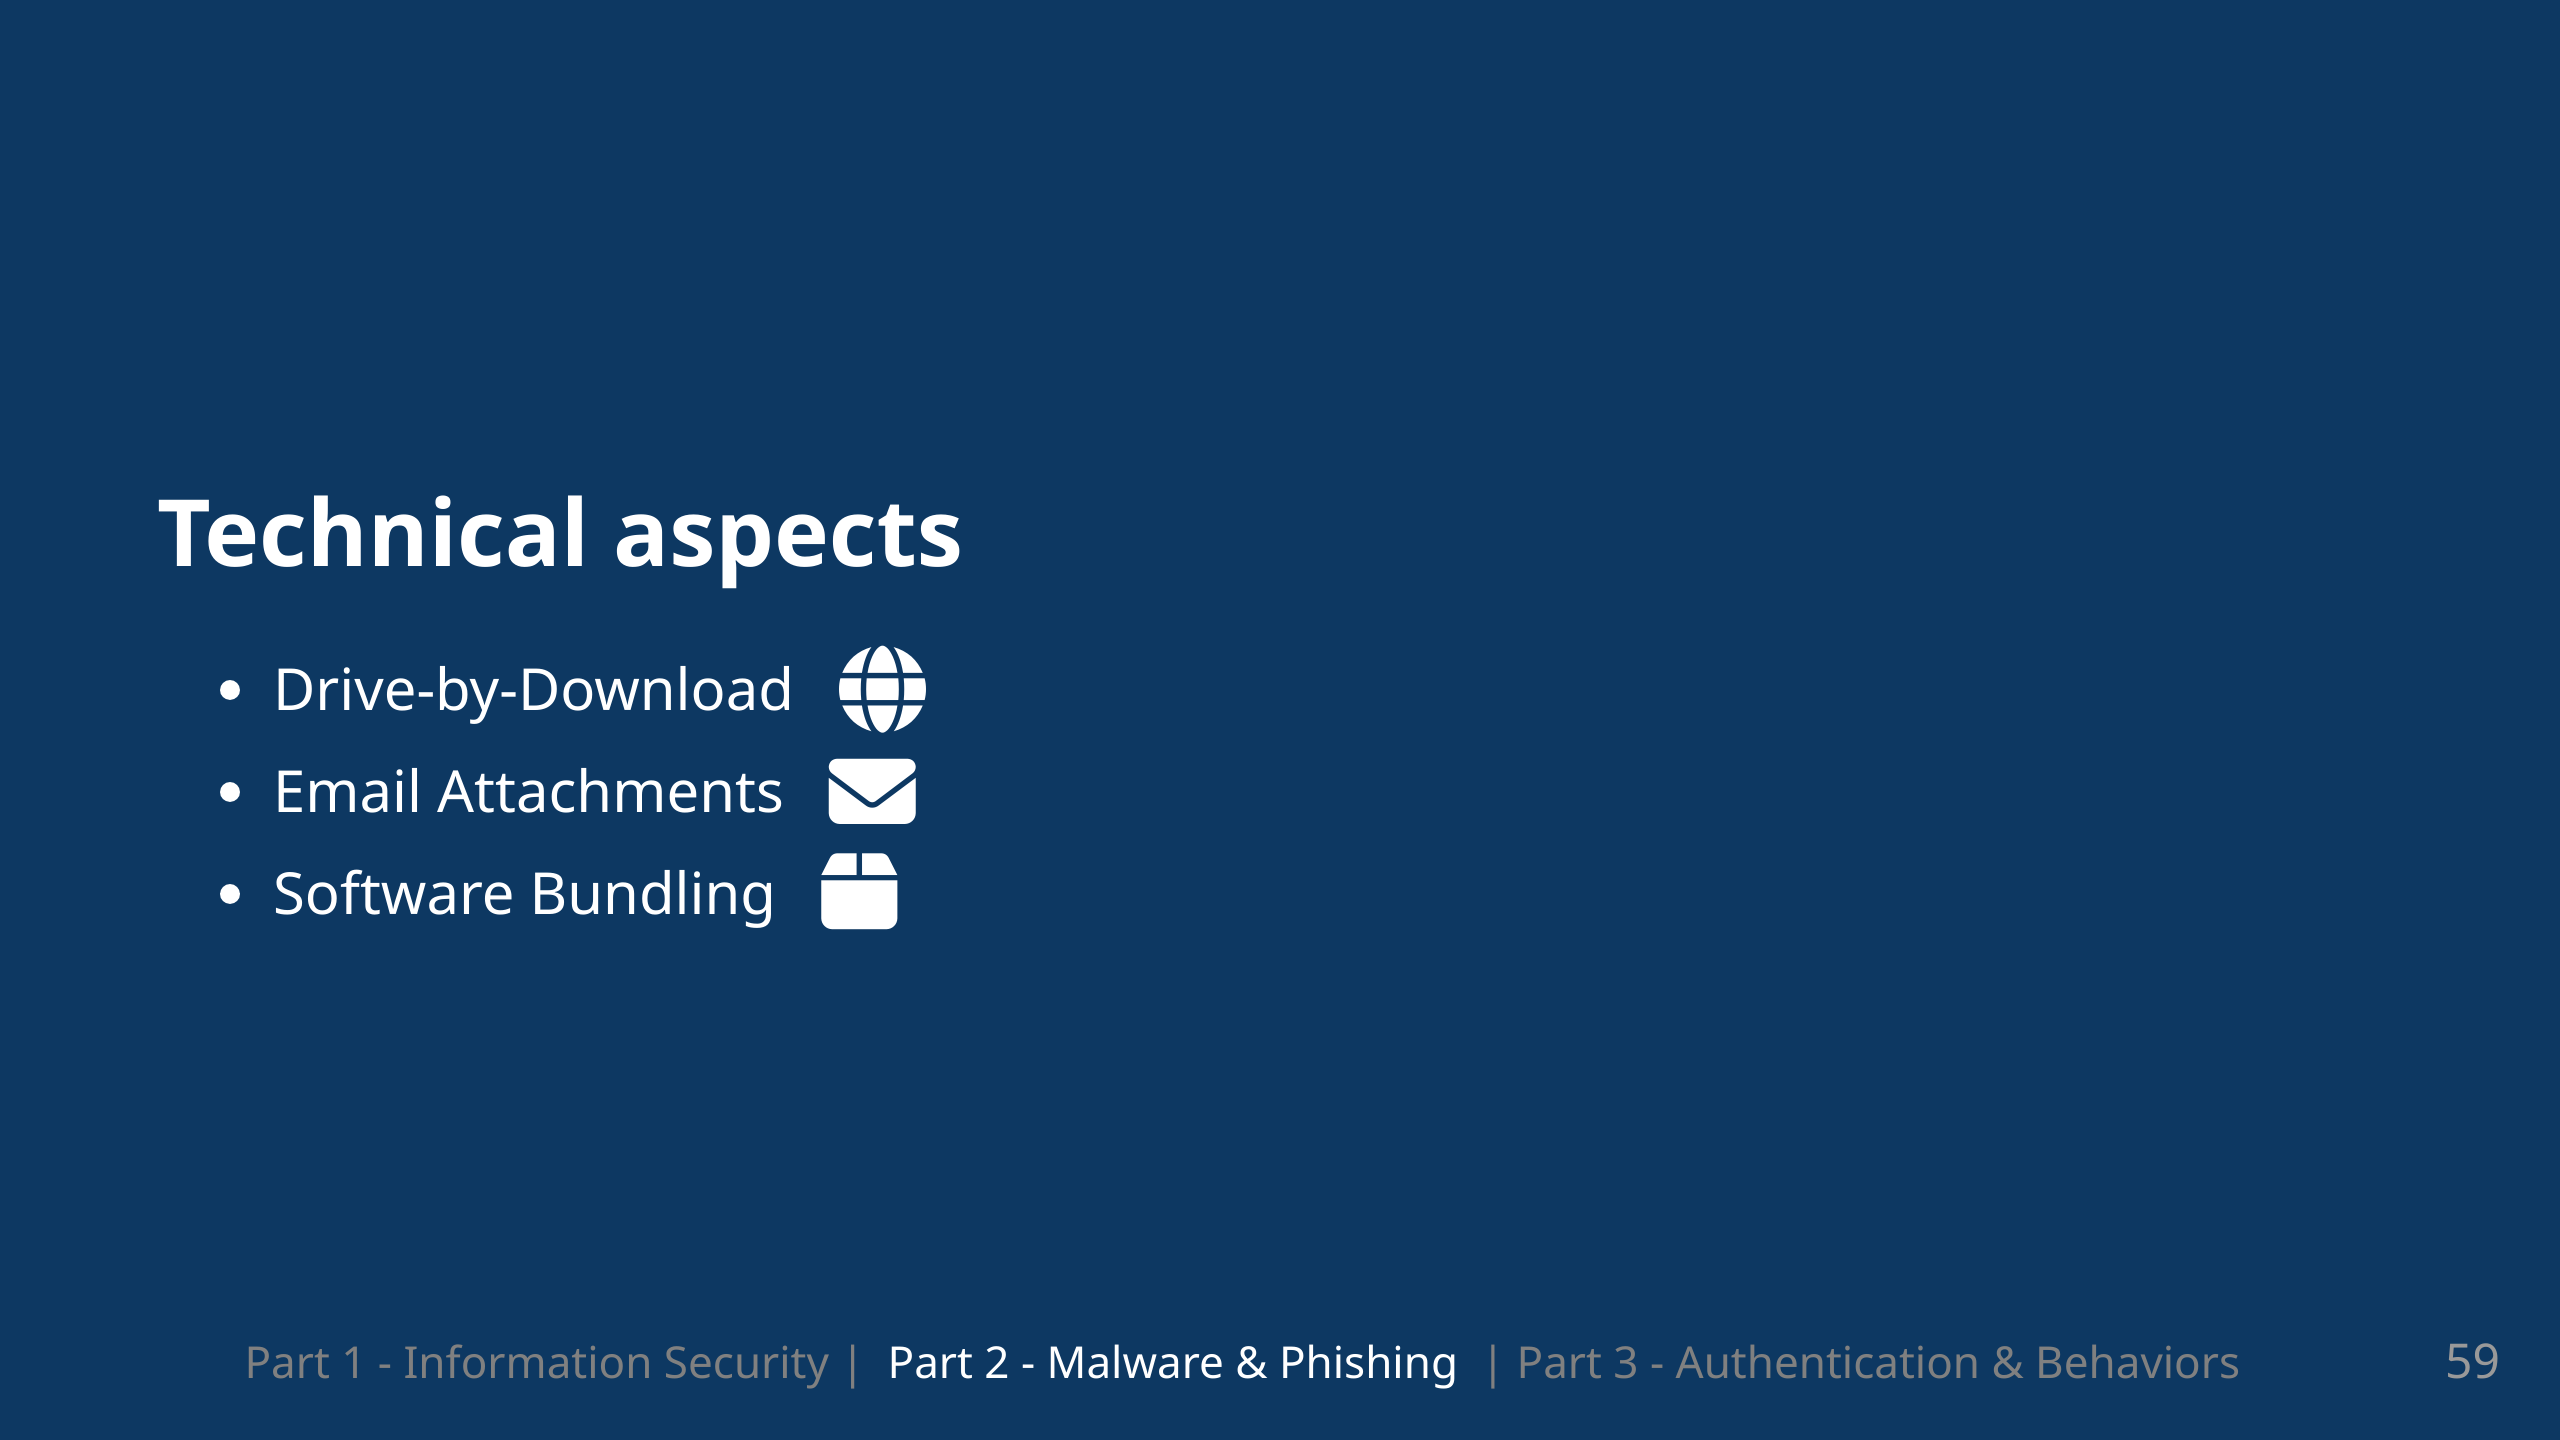 Technical aspects
• Drive-by-Download
• Email Attachments
• Software Bundling
Part 1 - Information Security | Part 2 - Malware & Phishing | Part 3 - Authentication & Behaviors 59